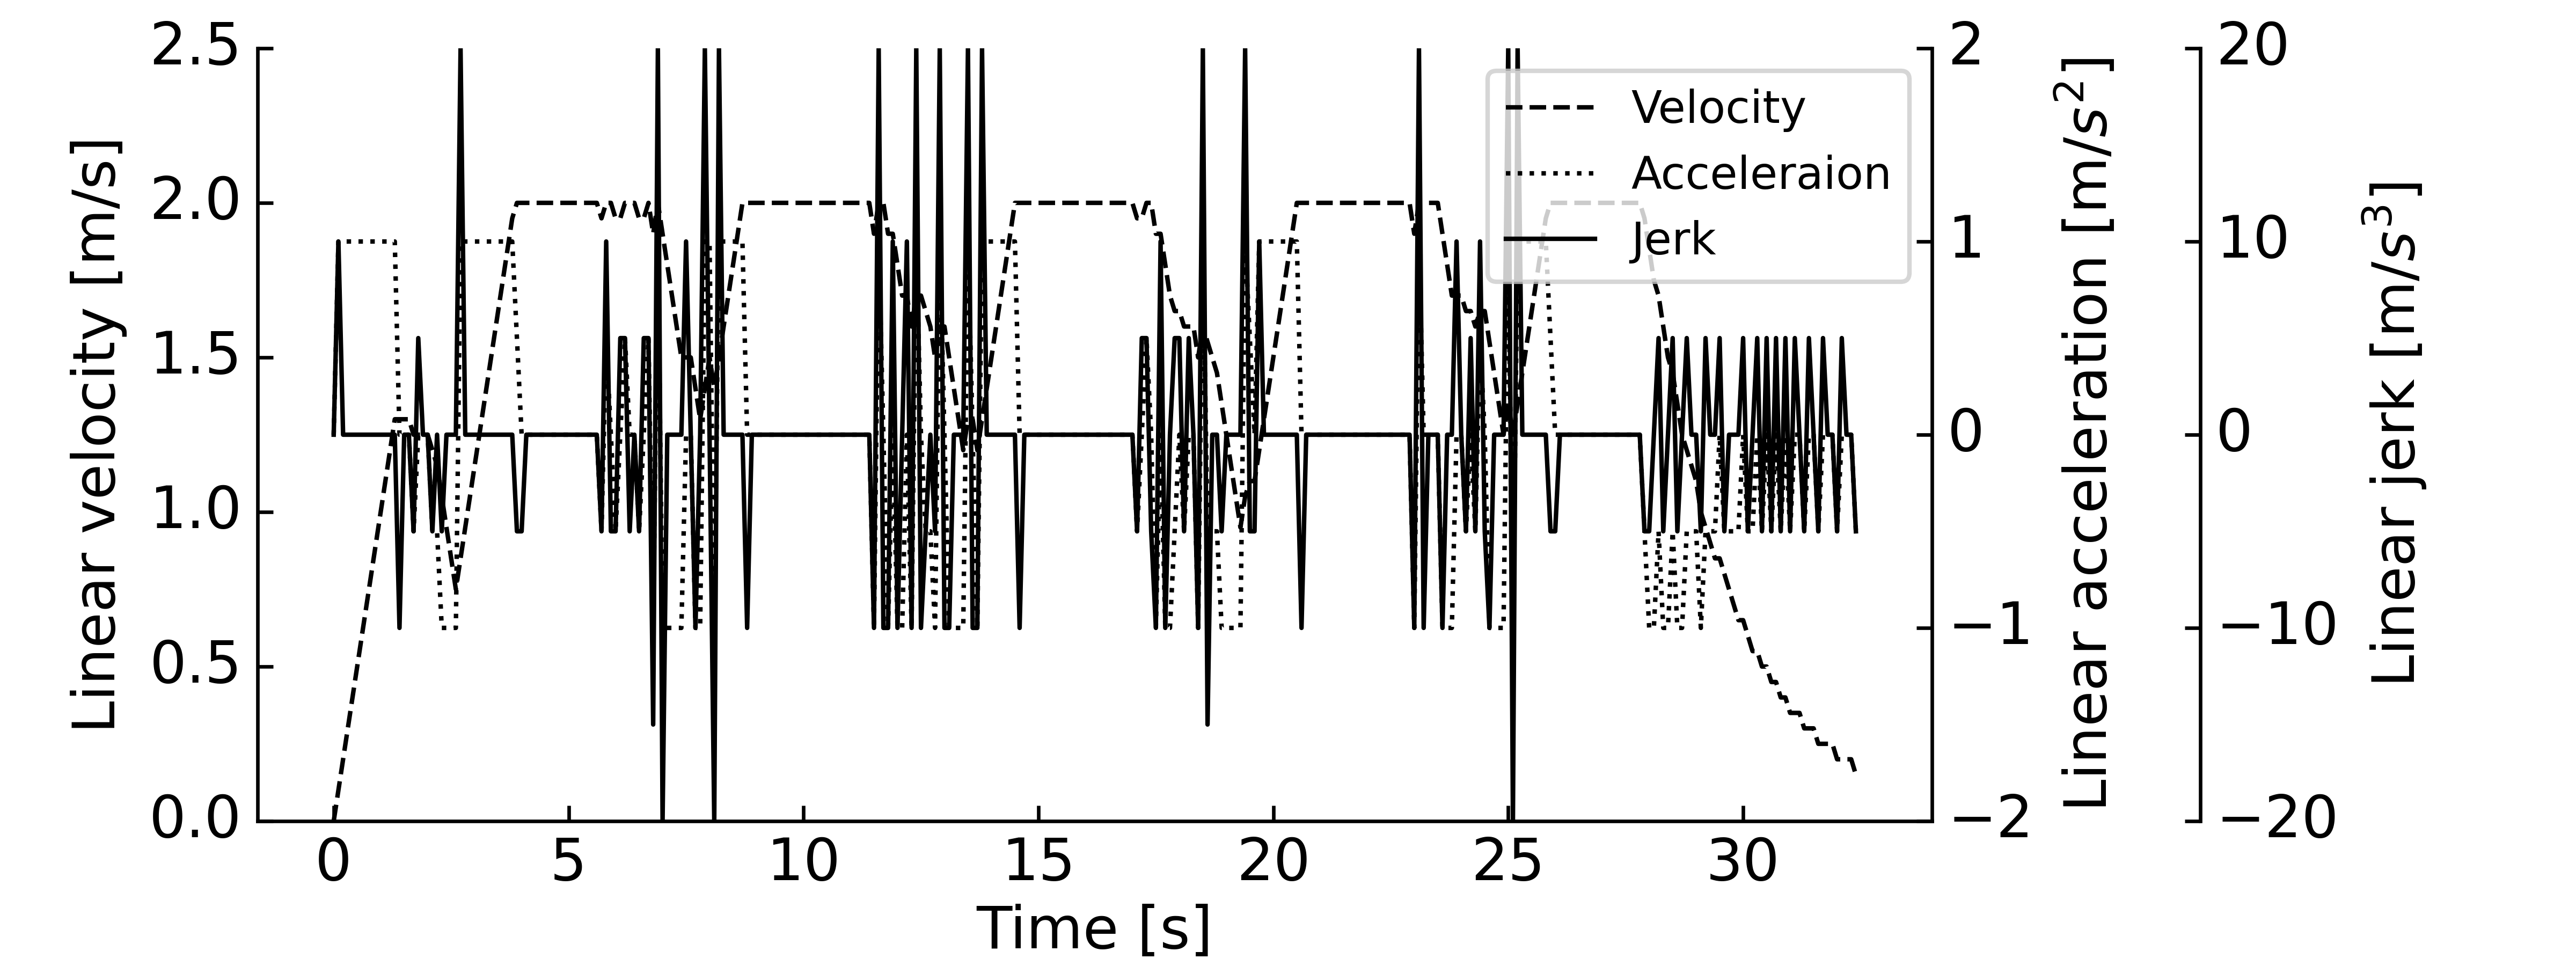 Linear velocity [m/s]
2.5
2.0
1.5
1.0
0.5
0.0
0 5 10 15 20 25 30
Time [s]
Velocity
Acceleraion
Jerk
2
1
0
−1
−2
Linear acceleration [m/s²]
20
10
0
−10
−20
Linear jerk [m/s³]